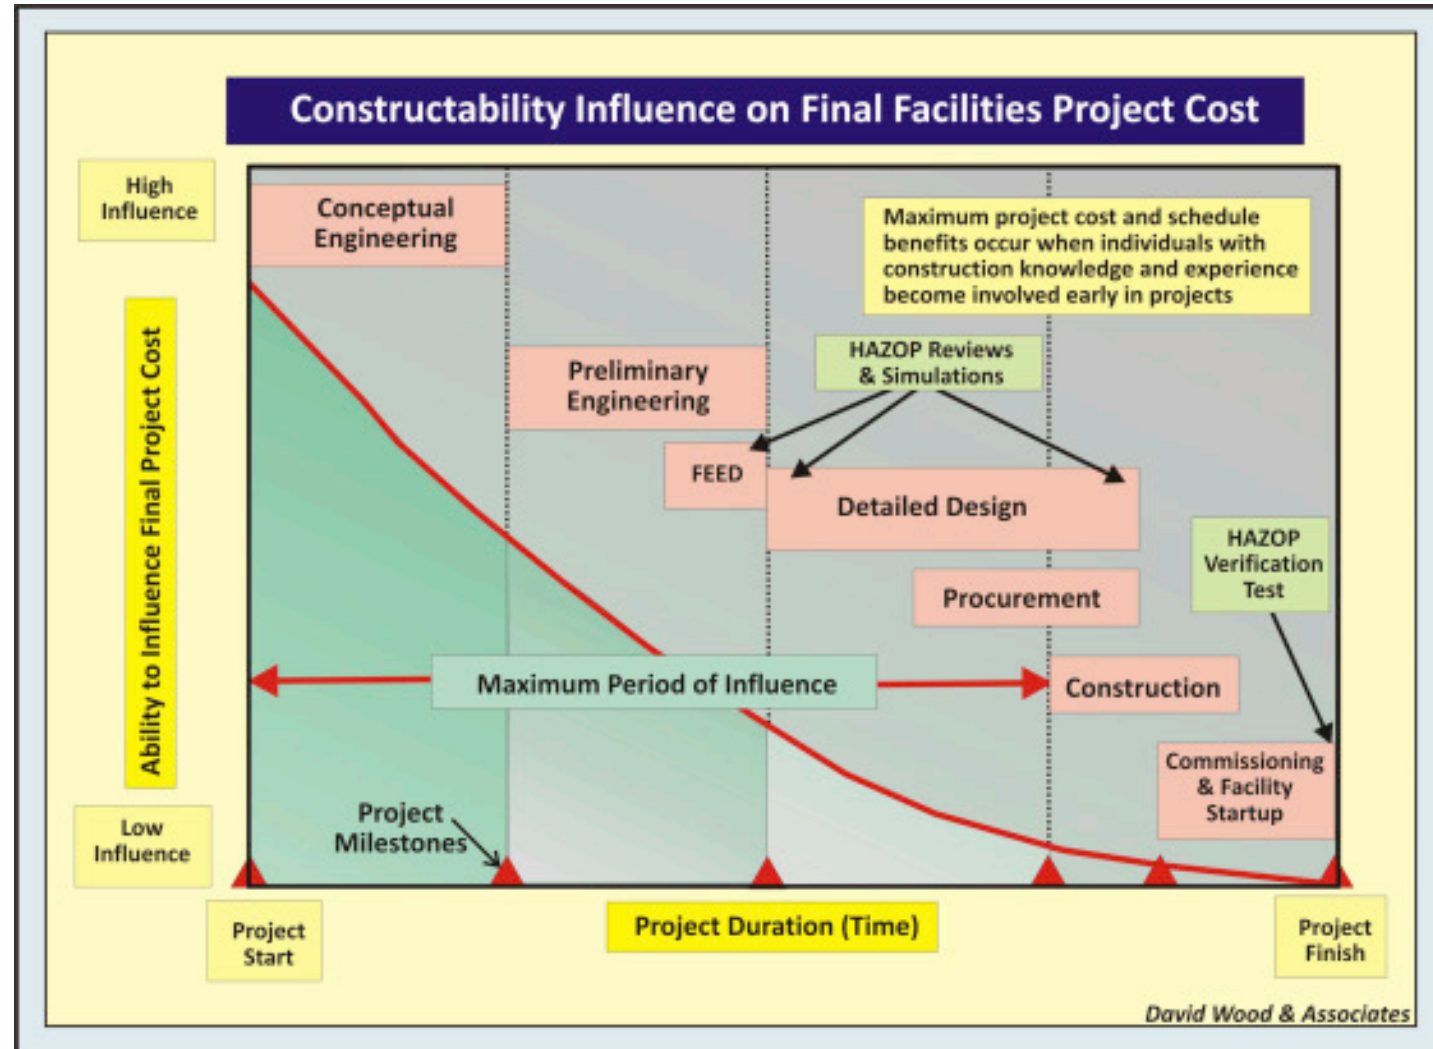 Constructability Influence on Final Facilities Project Cost
High
Influence
Conceptual
Engineering
Maximum project cost and schedule
benefits occur when individuals with
construction knowledge and experience
become involved early in projects
Ability to Influence Final Project Cost
HAZOP Reviews
& Simulations
Preliminary
Engineering
FEED
Detailed Design
HAZOP
Verification
Test
Procurement
Maximum Period of Influence
Construction
Commissioning
& Facility
Startup
Project
Milestones
Low
Influence
Project
Start
Project Duration (Time)
Project
Finish
David Wood & Associates